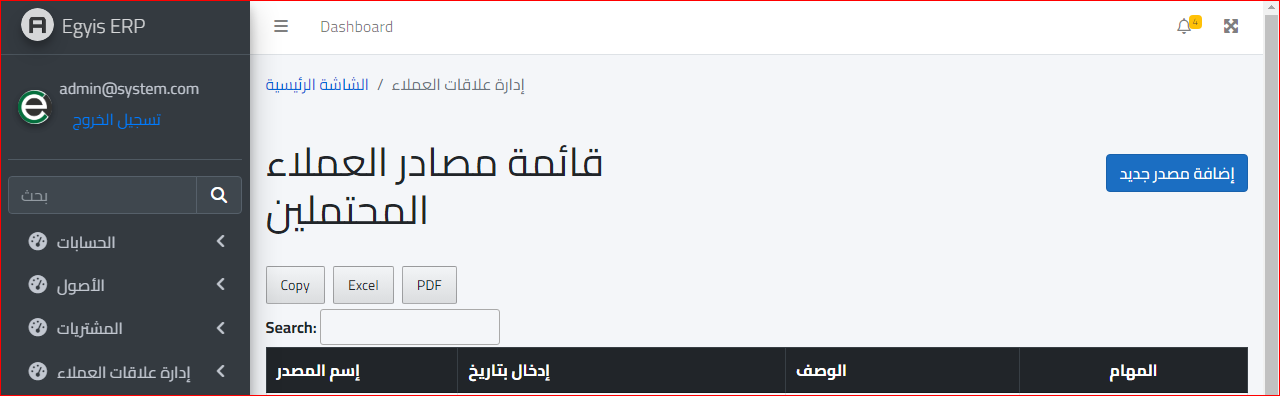 Egyis ERP
Dashboard
4
admin@system.com
تسجيل الخروج
بحث
الحسابات
الأصول
المشتريات
إدارة علاقات العملاء
الشاشة الرئيسية / إدارة علاقات العملاء
قائمة مصادر العملاء
المحتملين
إضافة مصدر جديد
Copy Excel PDF
Search:
إسم المصدر إدخال بتاريخ الوصف المهام